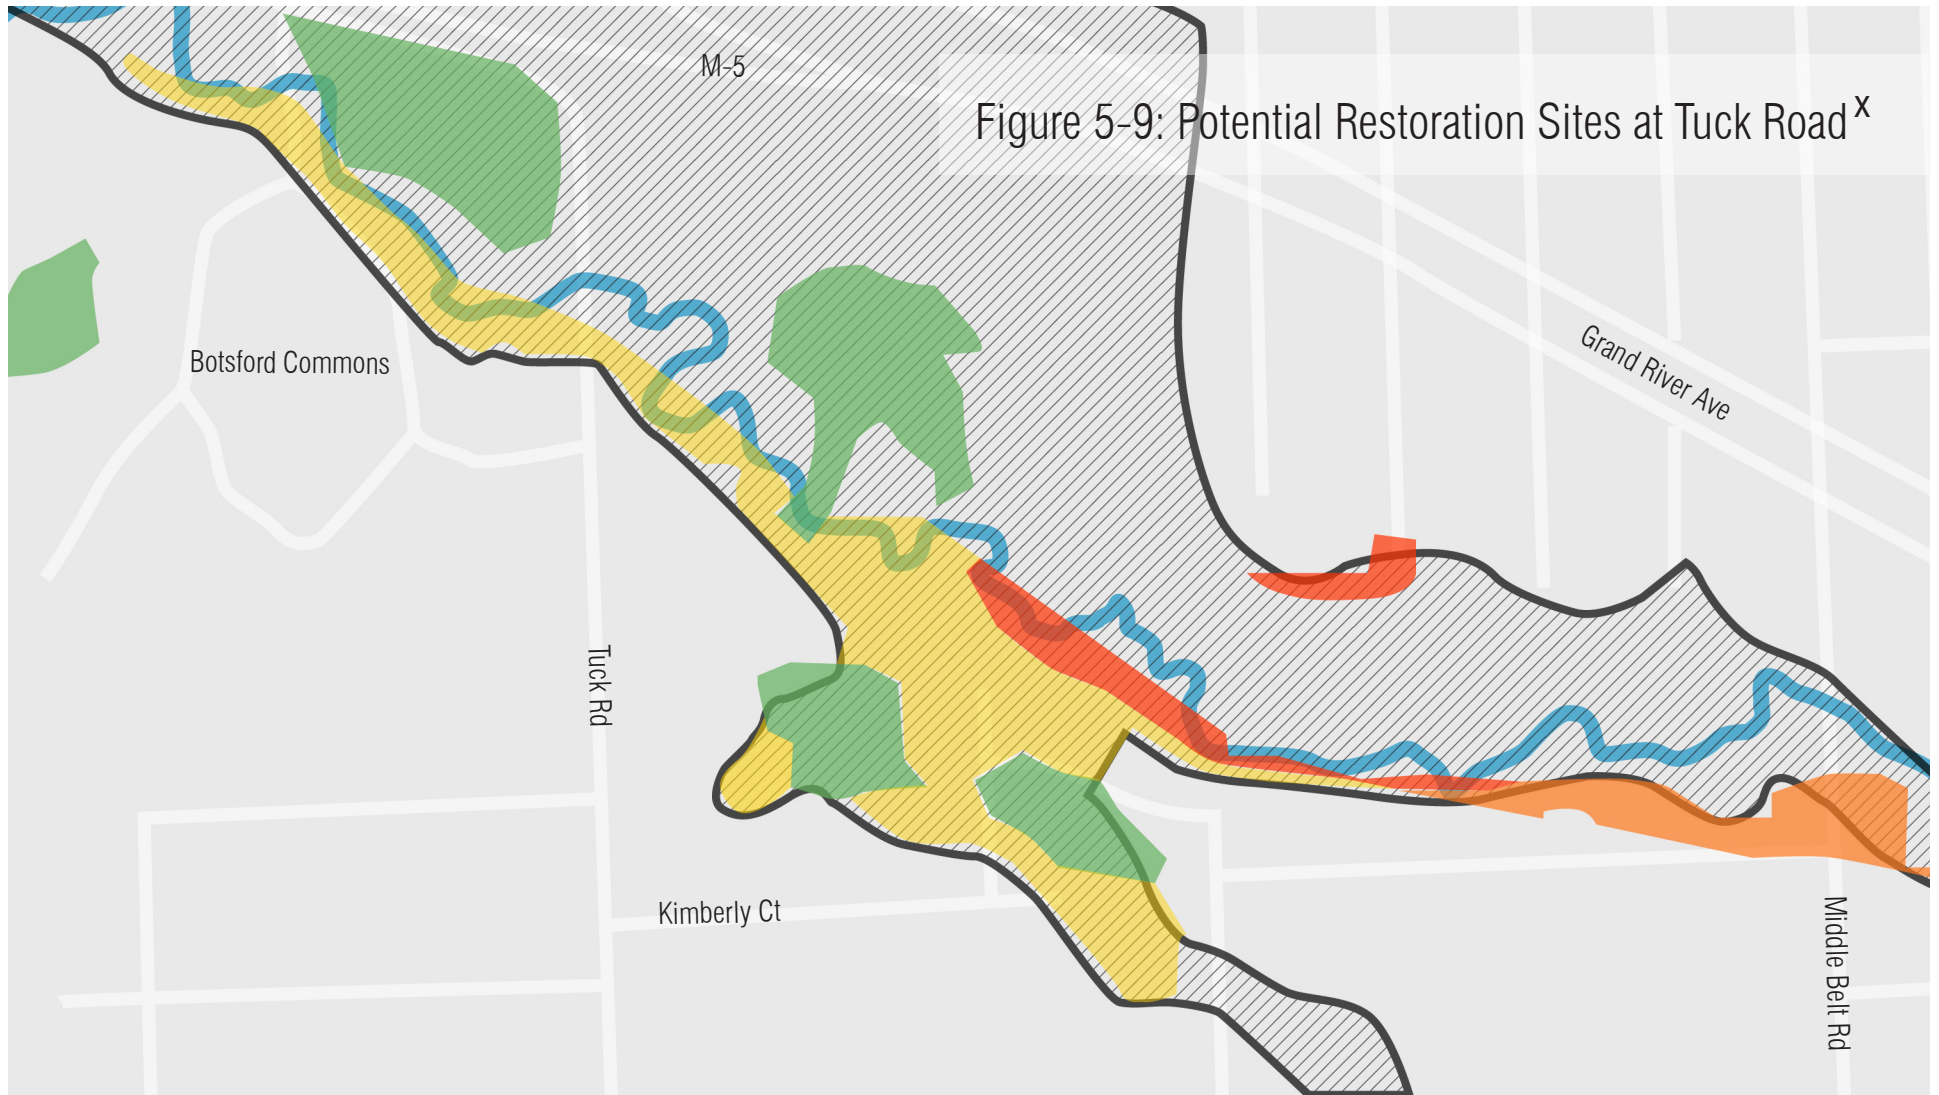 M-5
Figure 5-9: Potential Restoration Sites at Tuck Road x
Grand River Ave
Botsford Commons
Tuck Rd
Kimberly Ct
Middle Belt Rd